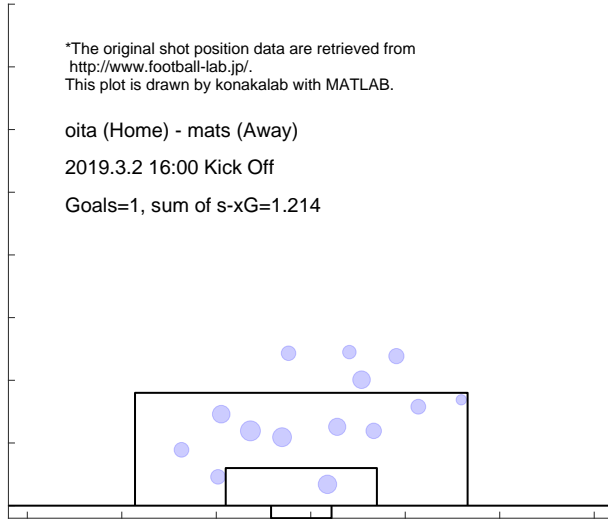 *The original shot position data are retrieved from
http://www.football-lab.jp/.
This plot is drawn by konakalab with MATLAB.
oita (Home) - mats (Away)
2019.3.2 16:00 Kick Off
Goals=1, sum of s-xG=1.214